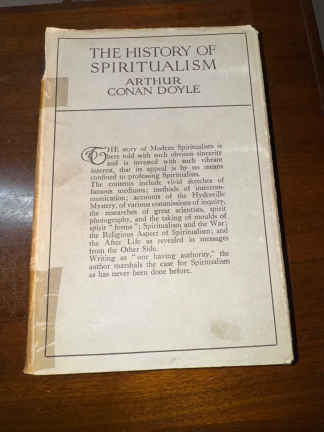 THE HISTORY OF
SPIRITUALISM
ARTHUR
CONAN DOYLE
THE story of Modern Spiritualism is
here told with such obvious sincerity
and is invested with such vibrant
interest, that its appeal is by no means
confined to professing Spiritualists.
The contents include vivid sketches of
famous mediums; methods of intercom-
munication; accounts of the Hydesville
Mystery, of various commissions of inquiry,
the researches of great scientists, spirit
photography, and the taking of moulds of
spirit "forms"; Spiritualism and the War;
the Religious Aspect of Spiritualism; and
the After Life as revealed in messages
from the Other Side.
Writing as "one having authority," the
author marshals the case for Spiritualism
as has never been done before.